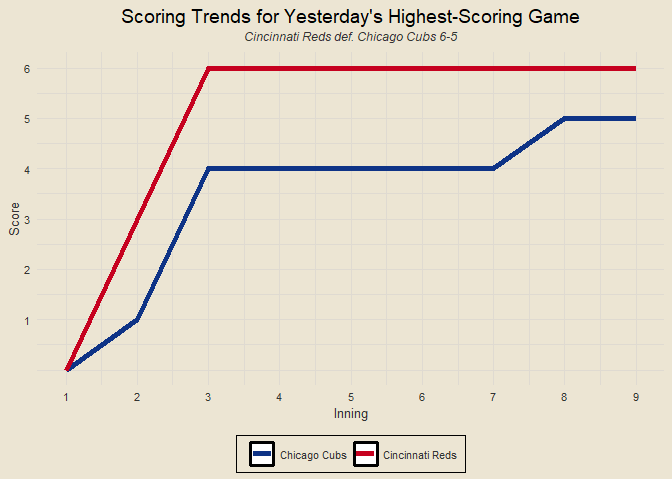 Scoring Trends for Yesterday's Highest-Scoring Game
Cincinnati Reds def. Chicago Cubs 6-5
6
5
4
3
2
1
Score
1 2 3 4 5 6 7 8 9
Inning
Chicago Cubs Cincinnati Reds